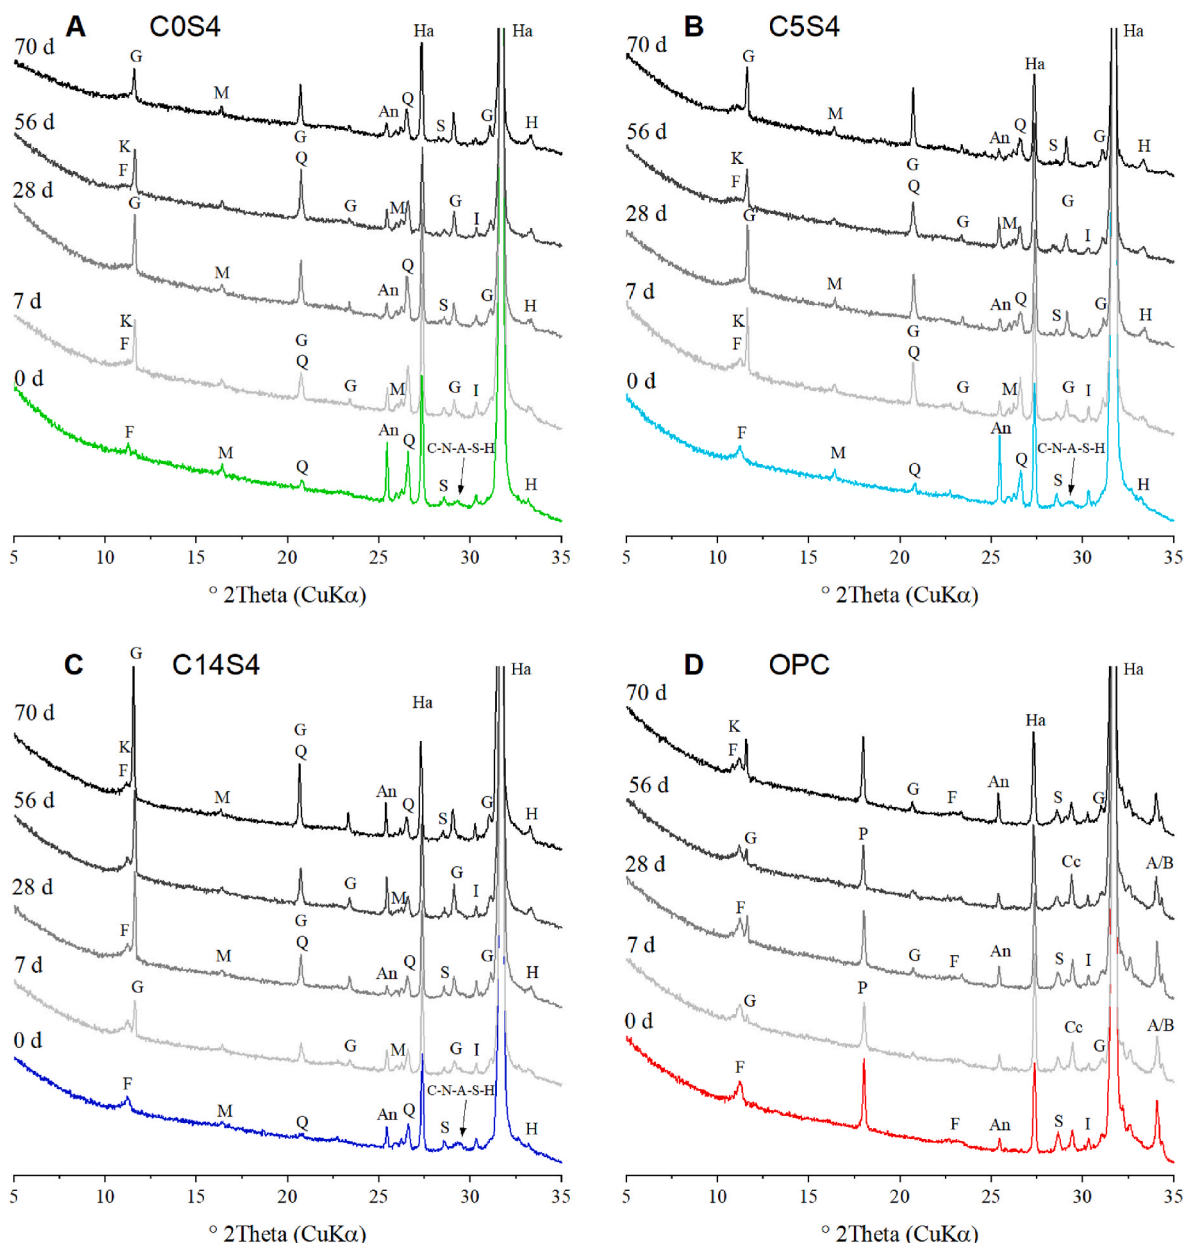 A C0S4
70 d
G
M
An
Q
Ha
S
G
Ha
H
56 d
K
F
G
Q
28 d
G
M
G
M
G
I
An
Q
S
G
H
7 d
K
F
G
Q
G
M
G
I
0 d
F
M
Q
An
Q
C-N-A-S-H
S
H
5 10 15 20 25 30 35
° 2Theta (CuKα)
B C5S4
70 d
G
M
An
Q
Ha
S
G
Ha
H
56 d
K
F
G
Q
28 d
G
M
G
M
G
I
An
Q
S
G
H
7 d
K
F
G
Q
G
M
G
I
0 d
F
M
Q
An
Q
C-N-A-S-H
S
H
5 10 15 20 25 30 35
° 2Theta (CuKα)
C C14S4
70 d
G
K
F
M
G
Q
An
Q
Ha
S
G
Ha
H
56 d
G
M
G
I
28 d
F
M
G
Q
An
Q
S
G
H
7 d
G
G
M
G
I
0 d
F
M
Q
An
Q
C-N-A-S-H
S
H
5 10 15 20 25 30 35
° 2Theta (CuKα)
D OPC
70 d
K
F
G
F
An
Ha
S
G
Ha
56 d
G
P
Cc
A/B
28 d
F
G
F
An
S
I
7 d
G
P
Cc
G
A/B
0 d
F
F
An
S
I
5 10 15 20 25 30 35
° 2Theta (CuKα)